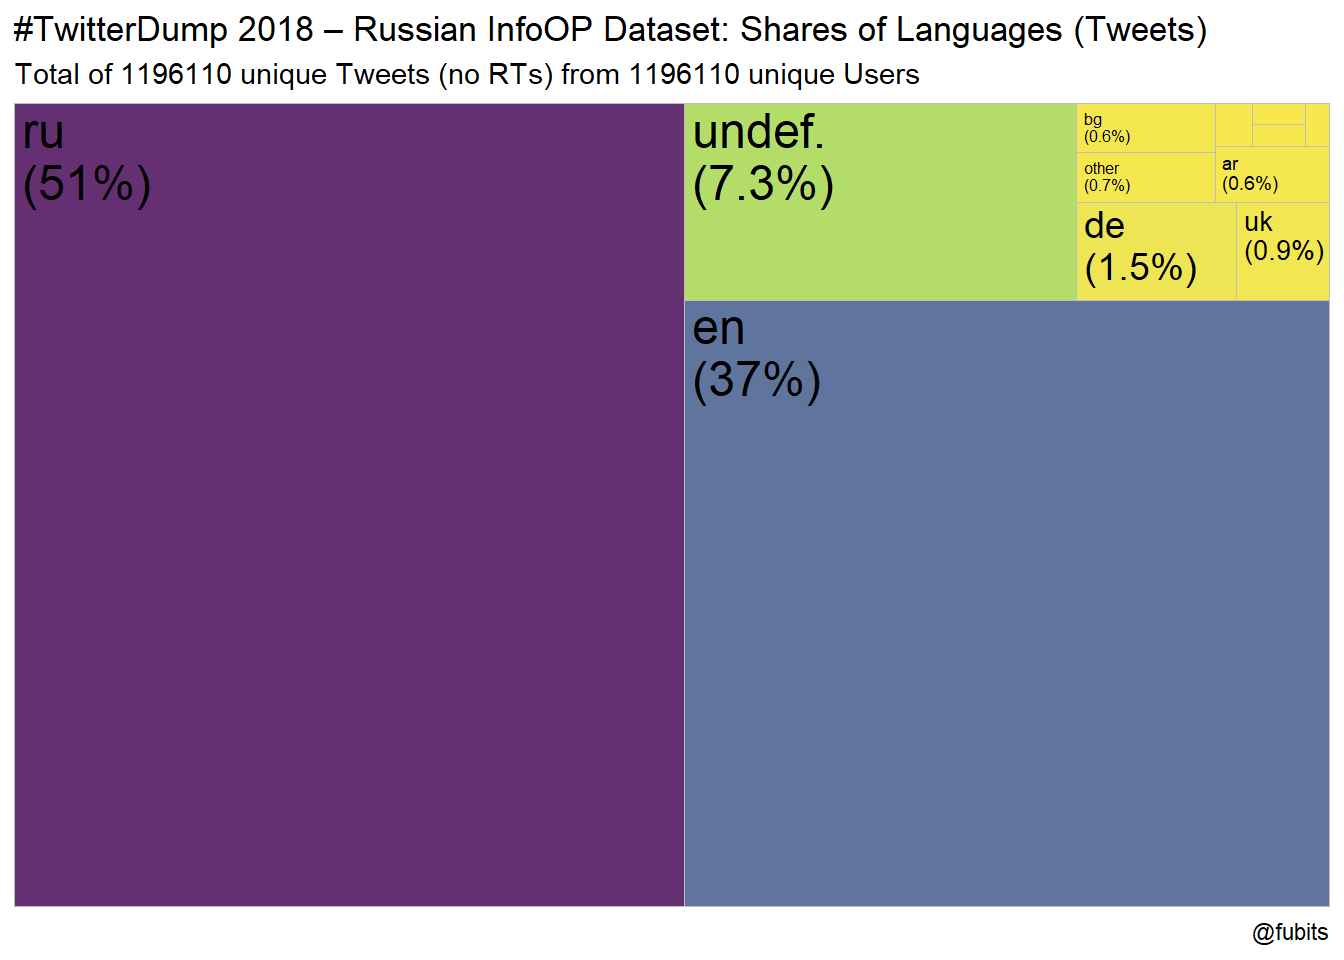 #TwitterDump 2018 – Russian InfoOP Dataset: Shares of Languages (Tweets)
Total of 1196110 unique Tweets (no RTs) from 1196110 unique Users
ru
(51%)
undef.
(7.3%)
bg
(0.6%)
other
(0.7%)
ar
(0.6%)
de
(1.5%)
uk
(0.9%)
en
(37%)
@fubits